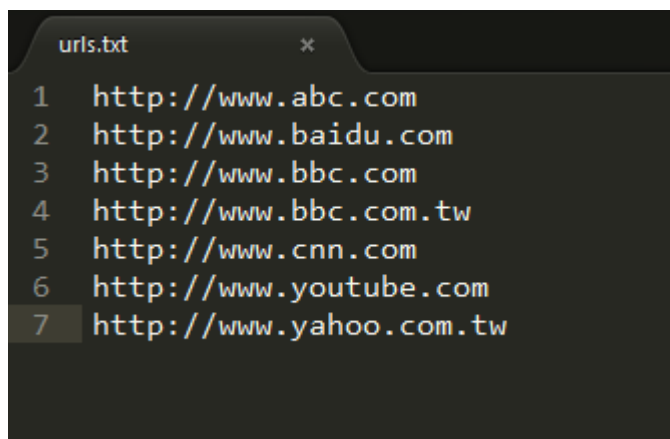 urls.txt ×
1 http://www.abc.com
2 http://www.baidu.com
3 http://www.bbc.com
4 http://www.bbc.com.tw
5 http://www.cnn.com
6 http://www.youtube.com
7 http://www.yahoo.com.tw